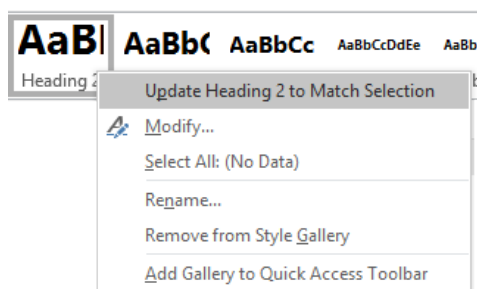 AaBl AaBb( AaBbCc AaBbCcDdEe AaBb
Heading 2
Update Heading 2 to Match Selection
Modify...
Select All: (No Data)
Rename...
Remove from Style Gallery
Add Gallery to Quick Access Toolbar